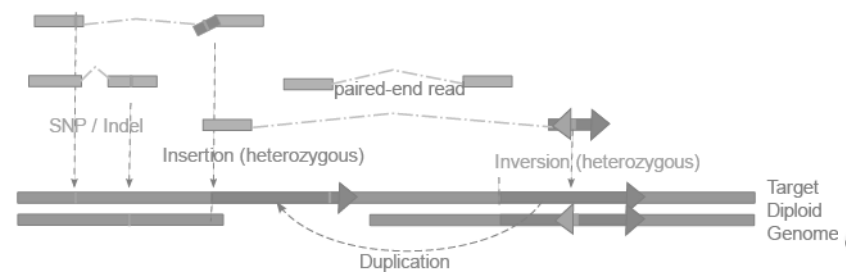 paired-end read
SNP / Indel
Insertion (heterozygous)
Inversion (heterozygous)
Target
Diploid
Genome
Duplication